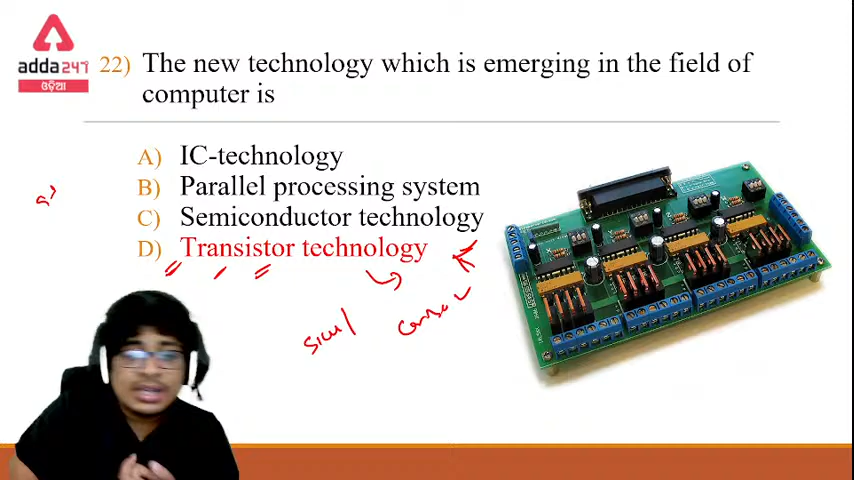 adda247
ଓଡ଼ିଆ
22) The new technology which is emerging in the field of
computer is
A) IC-technology
B) Parallel processing system
C) Semiconductor technology
D) Transistor technology